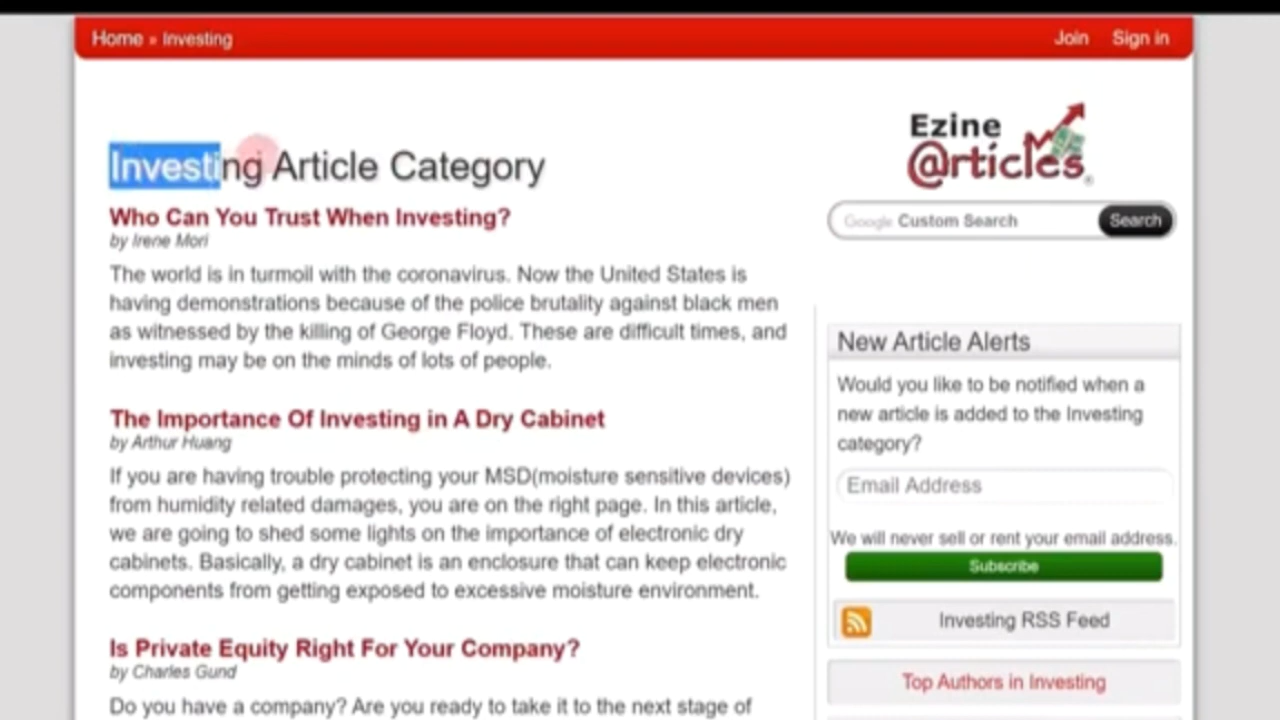 Home » Investing
Join Sign in
Investing Article Category
Who Can You Trust When Investing?
by Irene Mori
The world is in turmoil with the coronavirus. Now the United States is
having demonstrations because of the police brutality against black men
as witnessed by the killing of George Floyd. These are difficult times, and
investing may be on the minds of lots of people.
The Importance Of Investing in A Dry Cabinet
by Arthur Huang
If you are having trouble protecting your MSD(moisture sensitive devices)
from humidity related damages, you are on the right page. In this article,
we are going to shed some lights on the importance of electronic dry
cabinets. Basically, a dry cabinet is an enclosure that can keep electronic
components from getting exposed to excessive moisture environment.
Is Private Equity Right For Your Company?
by Charles Gund
Do you have a company? Are you ready to take it to the next stage of
Ezine
@rticles®
Google Custom Search
Search
New Article Alerts
Would you like to be notified when a
new article is added to the Investing
category?
Email Address
We will never sell or rent your email address.
Subscribe
Investing RSS Feed
Top Authors in Investing